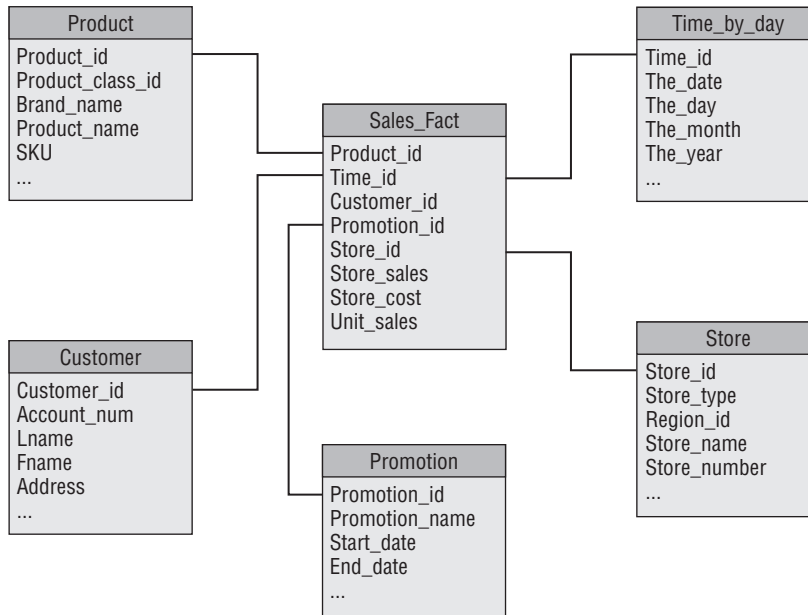 Product
Product_id
Product_class_id
Brand_name
Product_name
SKU
...
Time_by_day
Time_id
The_date
The_day
The_month
The_year
...
Sales_Fact
Product_id
Time_id
Customer_id
Promotion_id
Store_id
Store_sales
Store_cost
Unit_sales
Customer
Customer_id
Account_num
Lname
Fname
Address
...
Promotion
Promotion_id
Promotion_name
Start_date
End_date
...
Store
Store_id
Store_type
Region_id
Store_name
Store_number
...